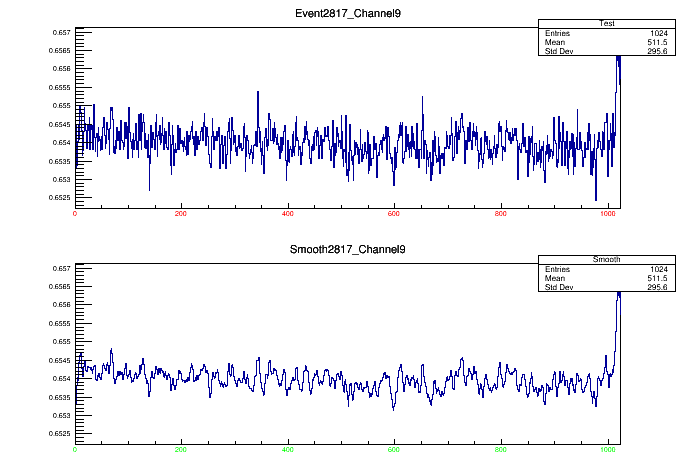 Event2817_Channel9
Test
Entries 1024
Mean 511.5
Std Dev 295.6
0.657
0.6565
0.656
0.6555
0.655
0.6545
0.654
0.6535
0.653
0.6525
0 200 400 600 800 1000
Smooth2817_Channel9
Smooth
Entries 1024
Mean 511.5
Std Dev 295.6
0.657
0.6565
0.656
0.6555
0.655
0.6545
0.654
0.6535
0.653
0.6525
0 200 400 600 800 1000